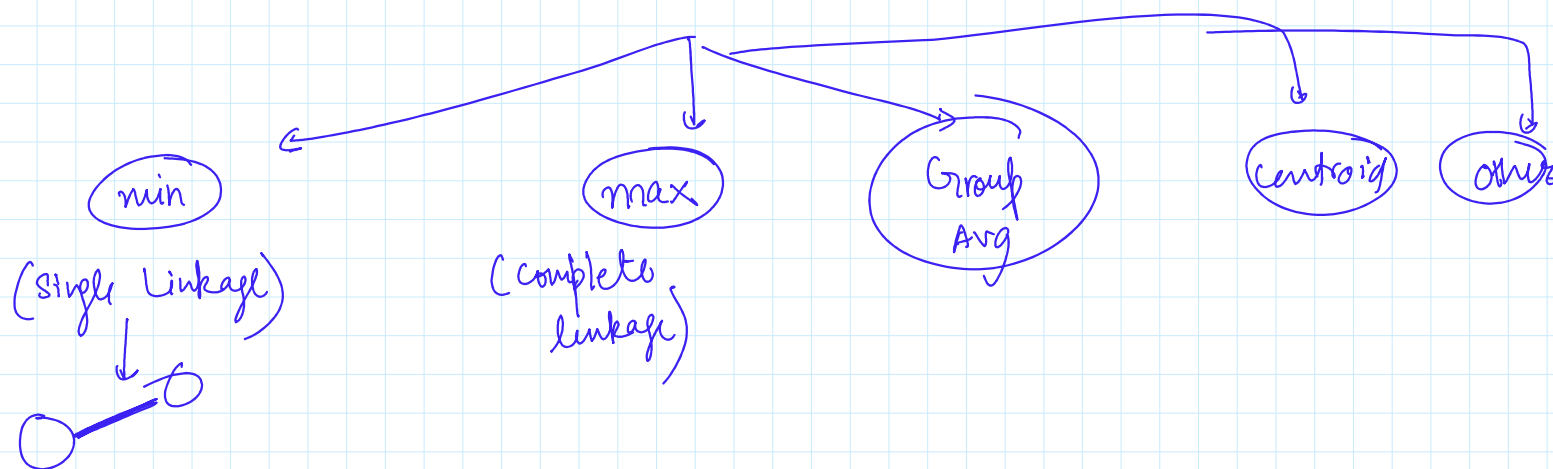 min
max
Group
Avg
centroid
(single Linkage)
(complete
linkage)